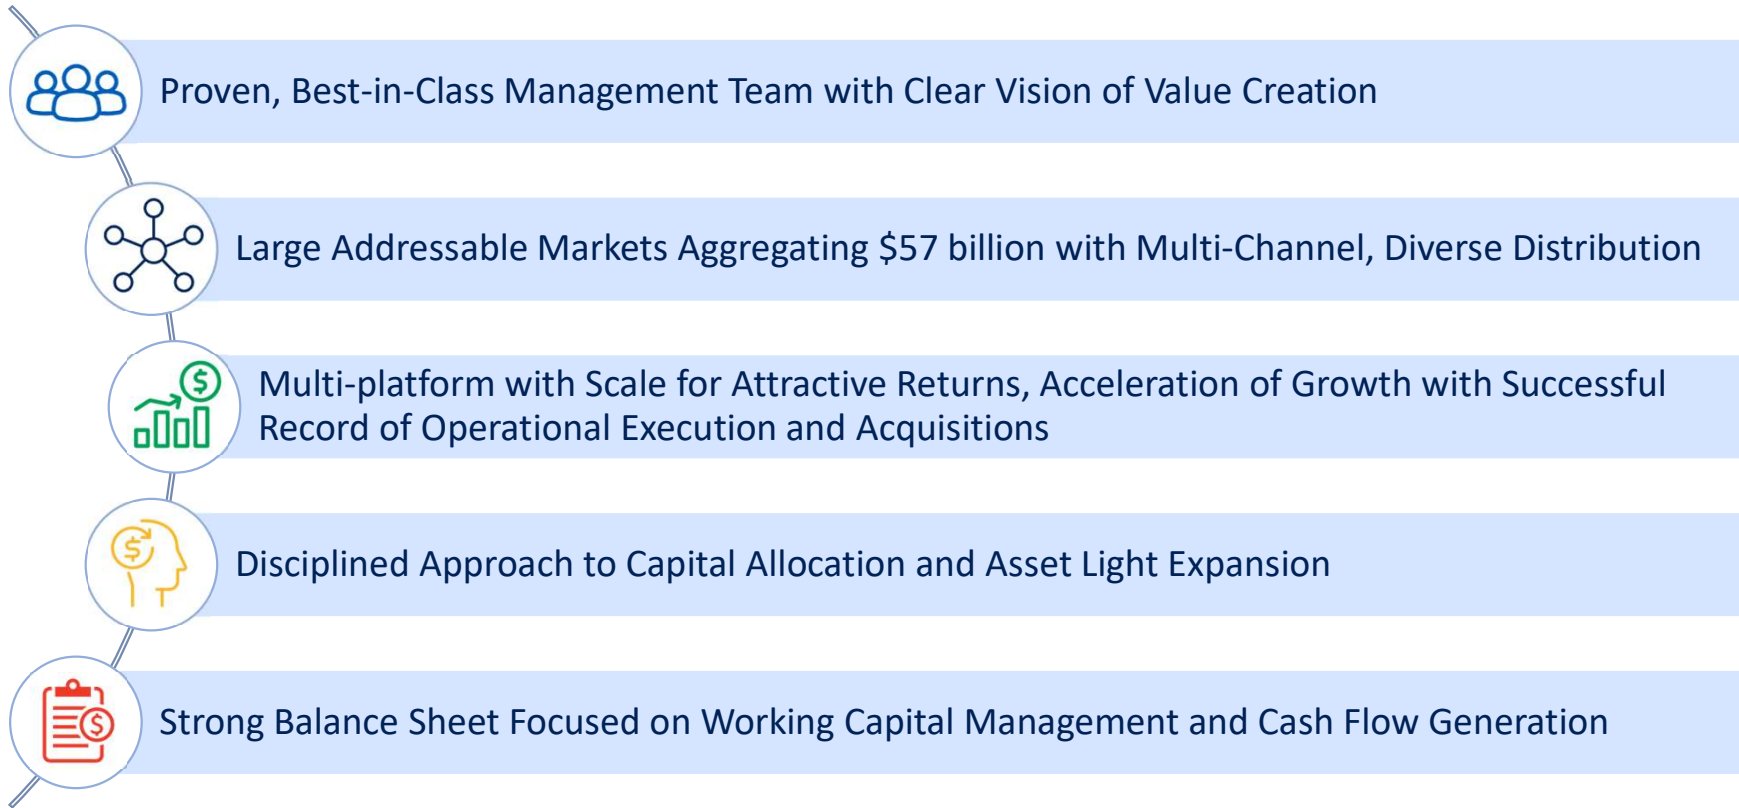 Proven, Best-in-Class Management Team with Clear Vision of Value Creation
Large Addressable Markets Aggregating $57 billion with Multi-Channel, Diverse Distribution
$
Multi-platform with Scale for Attractive Returns, Acceleration of Growth with Successful
Record of Operational Execution and Acquisitions
$
Disciplined Approach to Capital Allocation and Asset Light Expansion
$
Strong Balance Sheet Focused on Working Capital Management and Cash Flow Generation